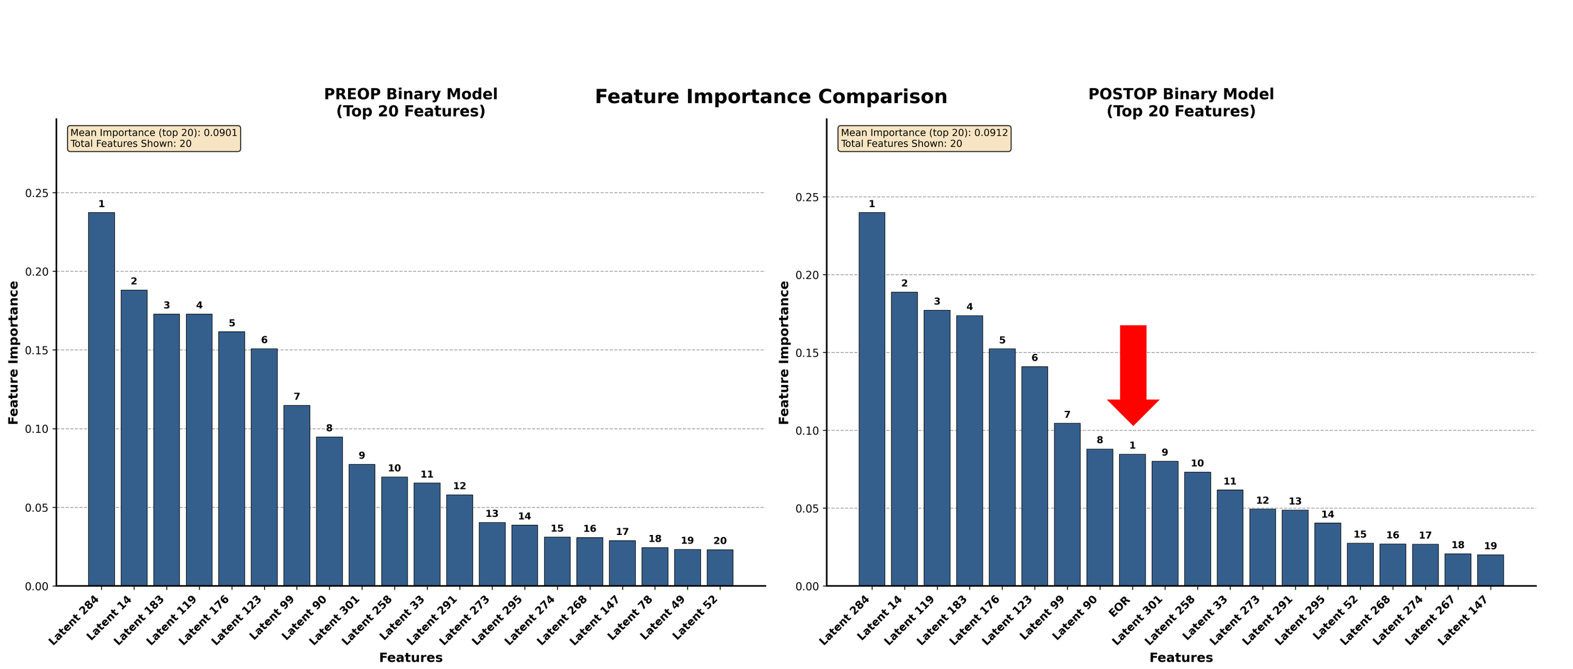 Feature Importance Comparison
PREOP Binary Model
(Top 20 Features)
Mean Importance (top 20): 0.0901
Total Features Shown: 20
Feature Importance
0.25
0.20
0.15
0.10
0.05
0.00
1
2
3
4
5
6
7
8
9
10
11
12
13
14
15
16
17
18
19
20
Latent 284
Latent 14
Latent 183
Latent 119
Latent 176
Latent 123
Latent 99
Latent 90
Latent 301
Latent 258
Latent 33
Latent 291
Latent 273
Latent 295
Latent 274
Latent 268
Latent 147
Latent 78
Latent 49
Latent 52
Features
POSTOP Binary Model
(Top 20 Features)
Mean Importance (top 20): 0.0912
Total Features Shown: 20
Feature Importance
0.25
0.20
0.15
0.10
0.05
0.00
1
2
3
4
5
6
7
8
1
9
10
11
12
13
14
15
16
17
18
19
Latent 284
Latent 14
Latent 119
Latent 183
Latent 176
Latent 123
Latent 99
Latent 90
EOR
Latent 301
Latent 258
Latent 33
Latent 273
Latent 291
Latent 295
Latent 52
Latent 268
Latent 274
Latent 267
Latent 147
Features